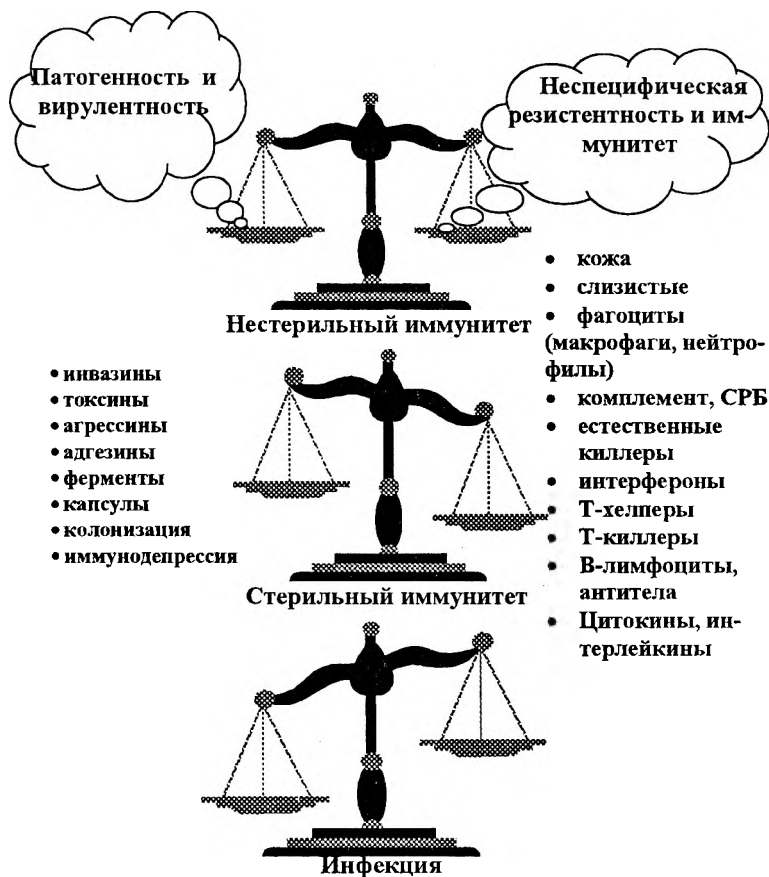 Патогенность и
вирулентность
Неспецифическая
резистентность и им-
мунитет
Нестерильный иммунитет
• инвазины
• токсины
• агрессины
• адгезины
• ферменты
• капсулы
• колонизация
• иммунодепрессия
• кожа
• слизистые
• фагоциты
(макрофаги, нейтро-
филы)
• комплемент, СРБ
• естественные
киллеры
• интерфероны
• Т-хелперы
• Т-киллеры
• В-лимфоциты,
антитела
• Цитокины, ин-
терлейкины
Стерильный иммунитет
Инфекция